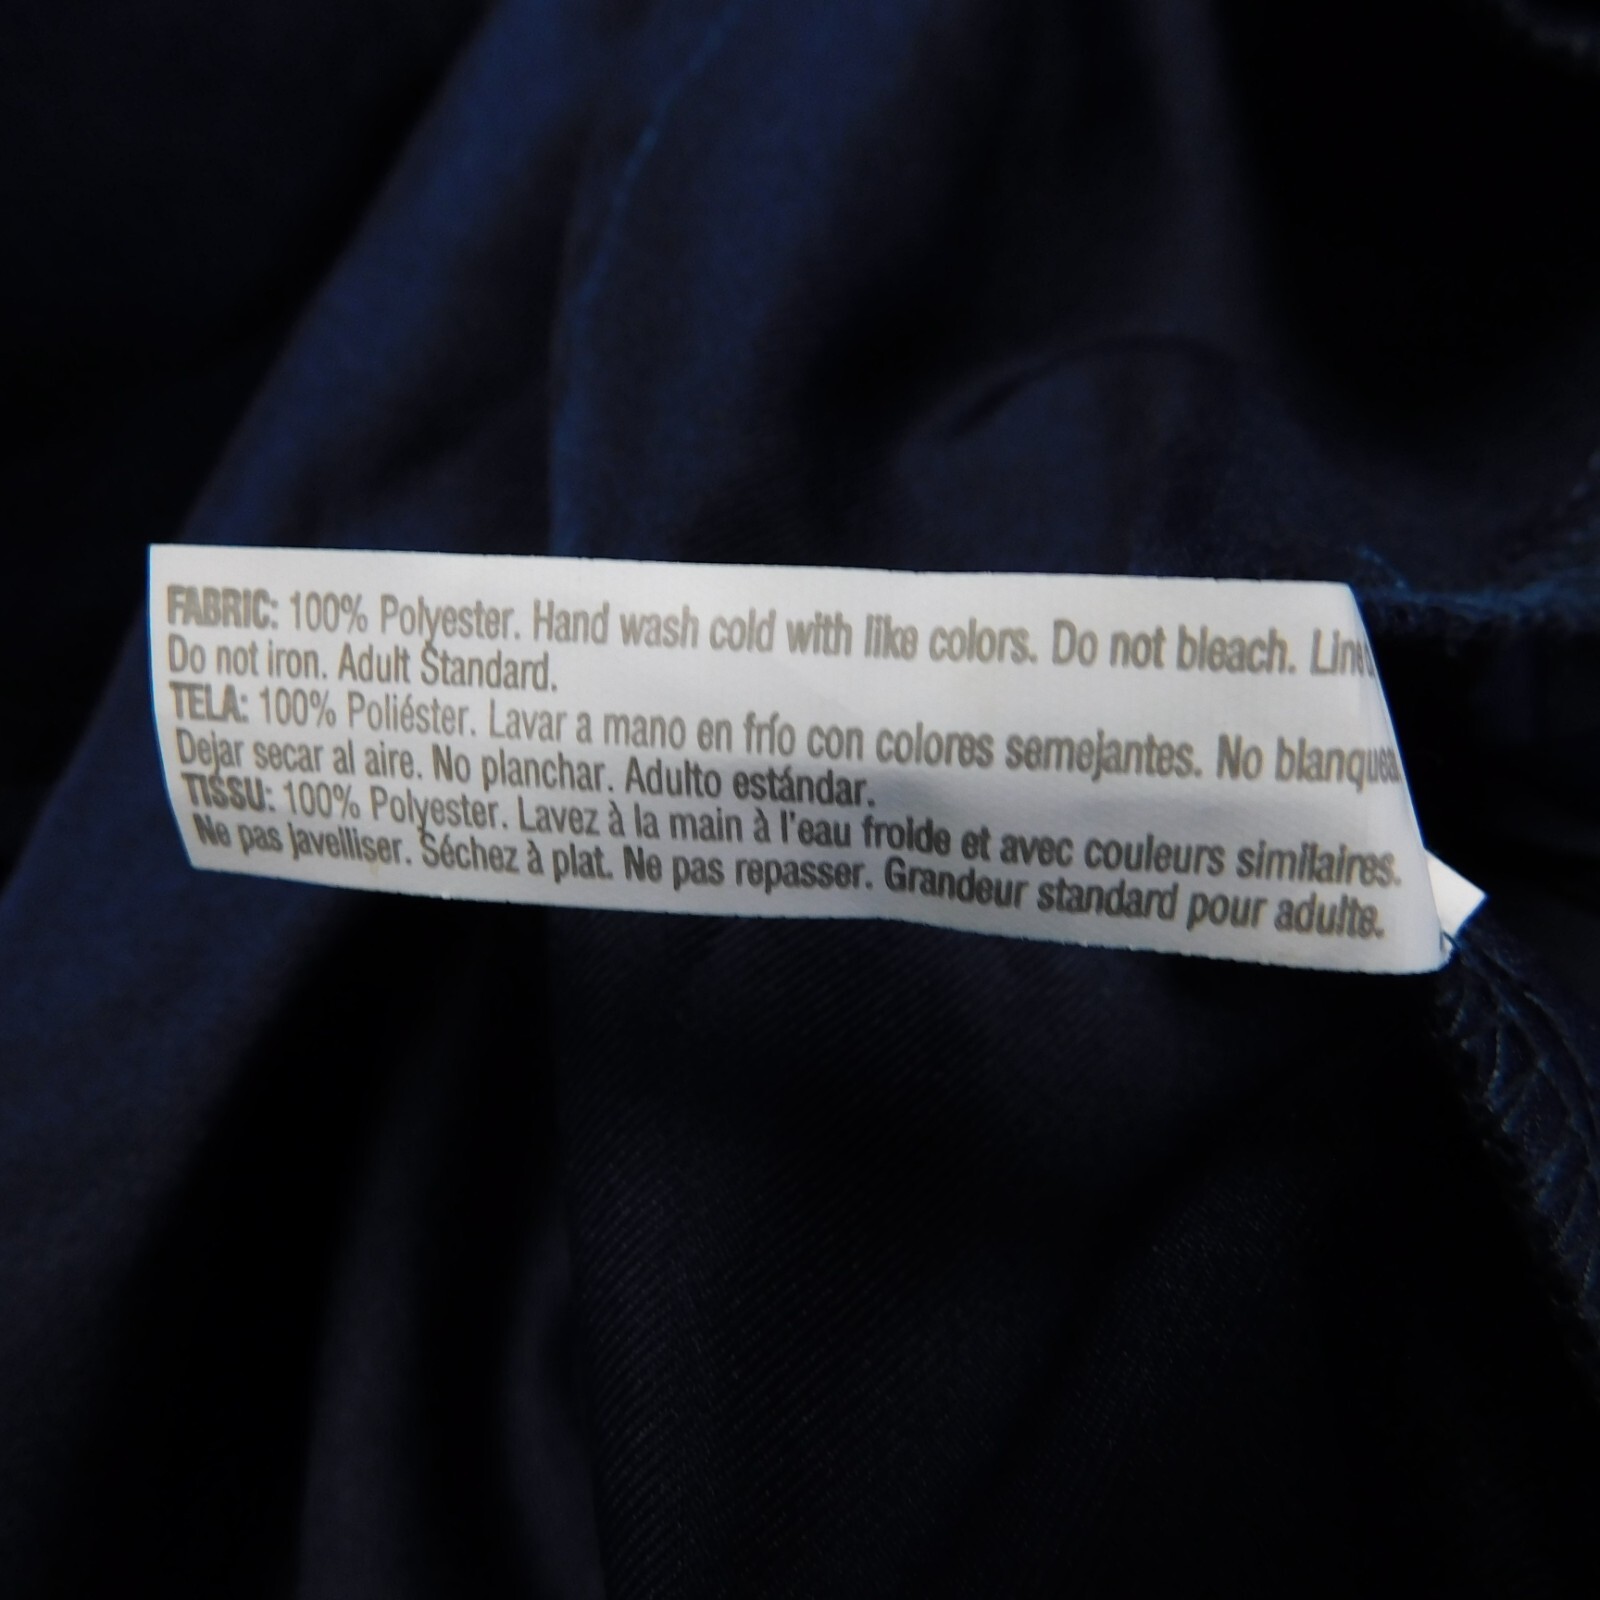 FABRIC: 100% Polyester. Hand wash cold with like colors. Do not bleach.
Do not iron. Adult Standard.
TELA: 100% Poliéster. Lavar a mano en frío con colores semejantes. No
Dejar secar al aire. No planchar. Adulto estándar.
TISSU: 100% Polyester. Lavez à la main à l'eau froide et avec couleurs similaires.
Ne pas javelliser. Séchez à plat. Ne pas repasser. Grandeur standard pour adulte.